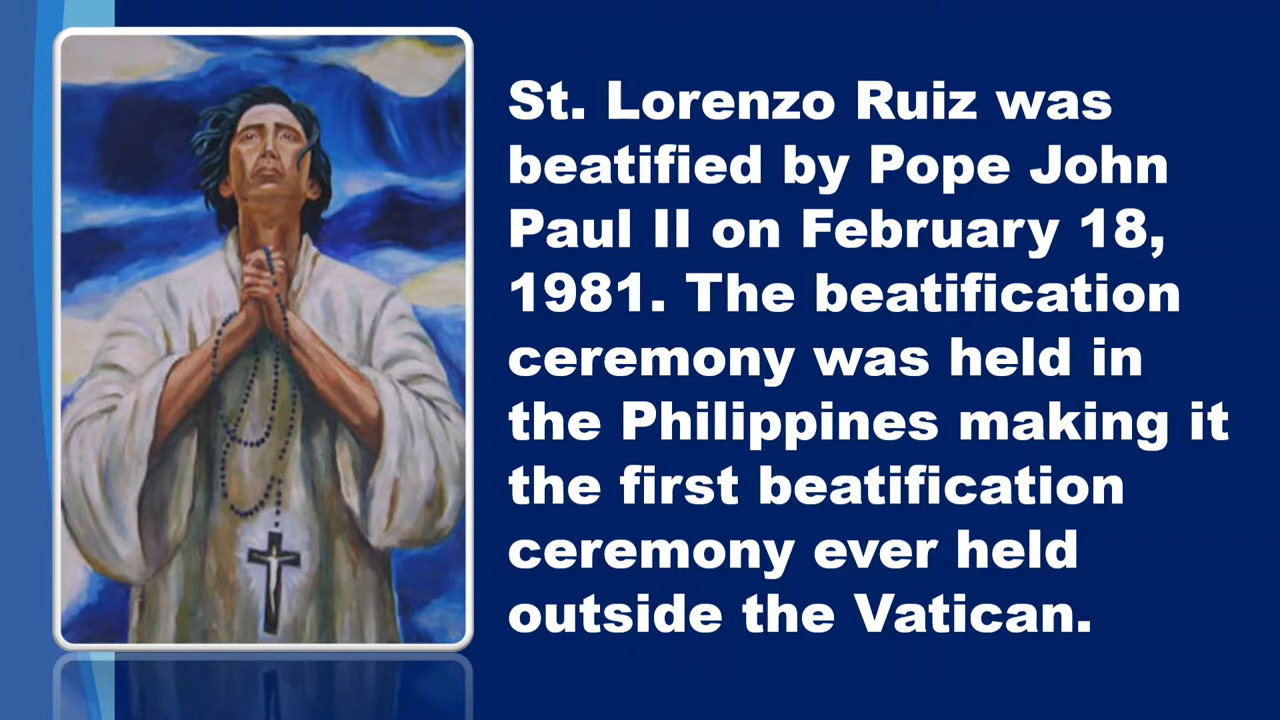 St. Lorenzo Ruiz was
beatified by Pope John
Paul II on February 18,
1981. The beatification
ceremony was held in
the Philippines making it
the first beatification
ceremony ever held
outside the Vatican.